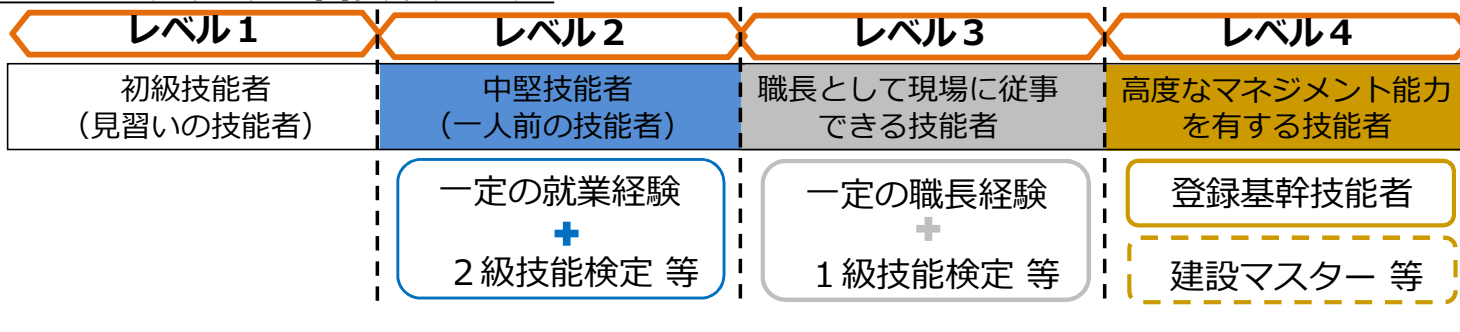 レベル１
レベル２
レベル３
レベル４
初級技能者
（見習いの技能者）
中堅技能者
（一人前の技能者）
職長として現場に従事
できる技能者
高度なマネジメント能力
を有する技能者
一定の就業経験
＋
２級技能検定 等
一定の職長経験
＋
１級技能検定 等
登録基幹技能者
建設マスター 等